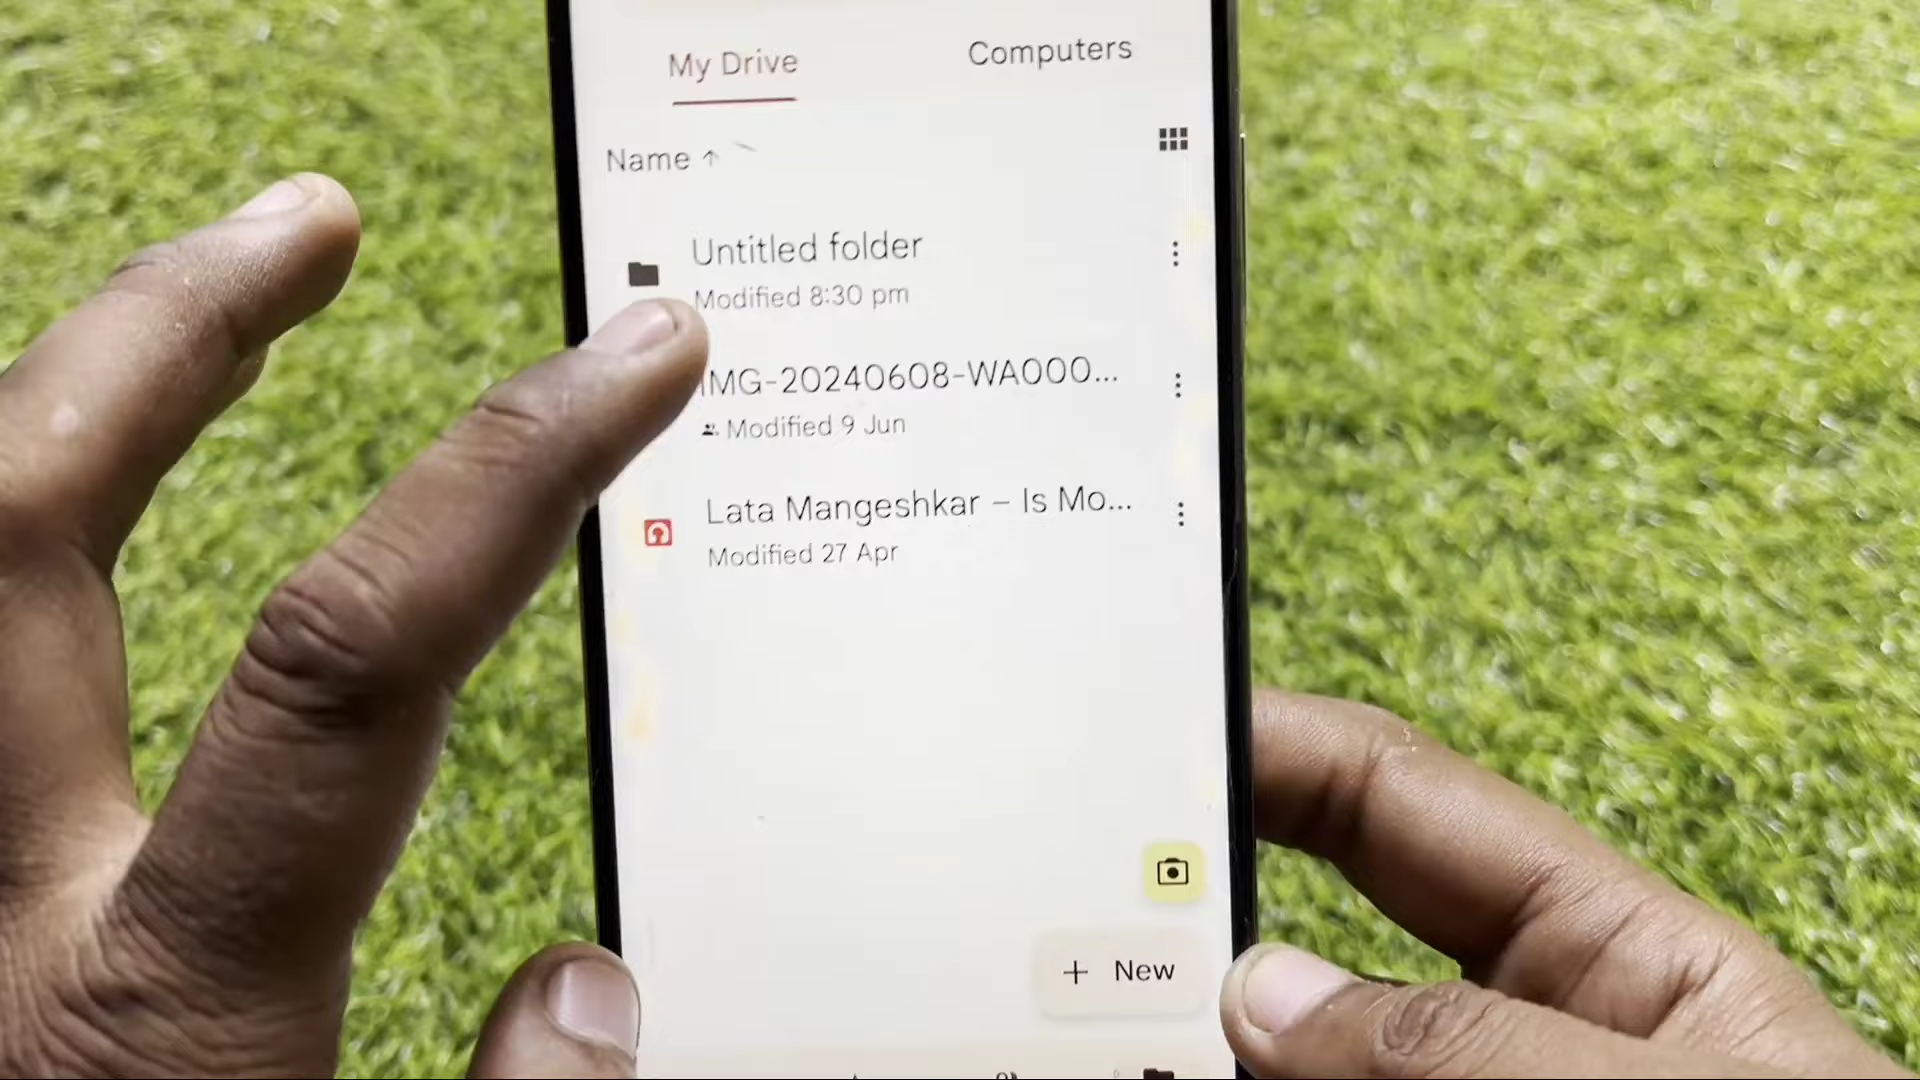 My Drive
Computers
Name ↑
Untitled folder
Modified 8:30 pm
IMG-20240608-WA000...
Modified 9 Jun
Lata Mangeshkar – Is Mo...
Modified 27 Apr
+ New